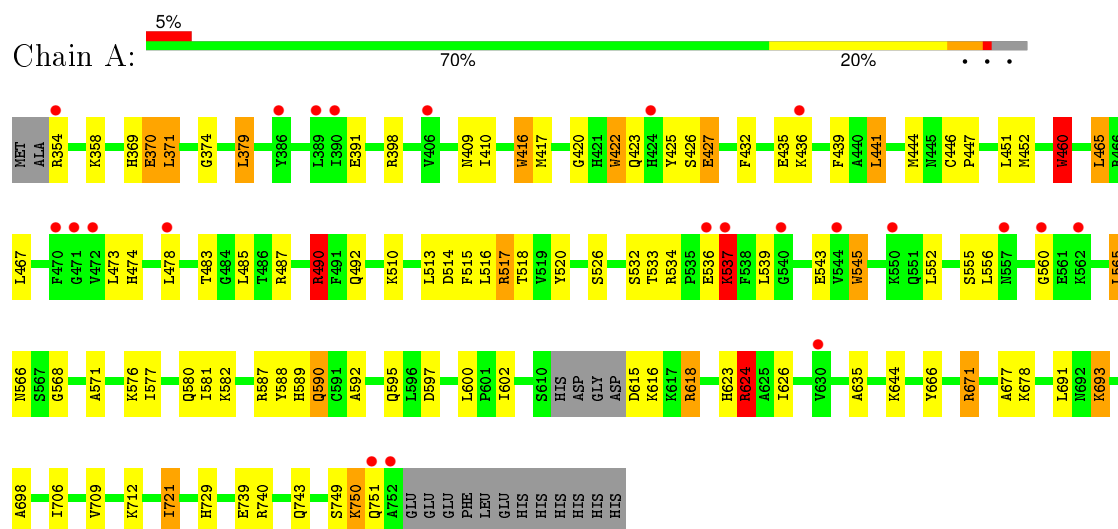 5%
Chain A:
70% 20% • • •
MET ALA R354 K358 H369 E370 L371 G374 L379 Y386 L389 I390 E391 R398 V406 N409 I410 W416 M417 G420 H421 W422 Q423 H424 Y425 S426 E427 F432 E435 K436 F439 A440 L441 M444 N445 C446 P447 L451 M452 W460 L465 R466
L467 F470 G471 V472 L473 H474 L478 T483 G484 L485 T486 R487 R490 F491 Q492 K510 L513 D514 F515 L516 R517 T518 V519 Y520 S526 S532 T533 R534 P535 E536 K537 F538 L539 G540 E543 V544 W545 K550 Q551 L552 S555 L556 N557 G560 E561 K562 L565
N566 S567 G568 A571 K576 I577 Q580 I581 K582 R587 Y588 H589 Q590 C591 A592 Q595 L596 D597 L600 P601 I602 S610 HIS ASP GLY ASP D615 K616 K617 R618 H623 R624 A625 I626 V630 A635 K644 Y666 R671 A677 K678 L691 N692 K693
A698 I706 V709 K712 I721 H729 E739 R740 Q743 S749 K750 Q751 A752 GLU GLU GLU PHE LEU GLU HIS HIS HIS HIS HIS HIS